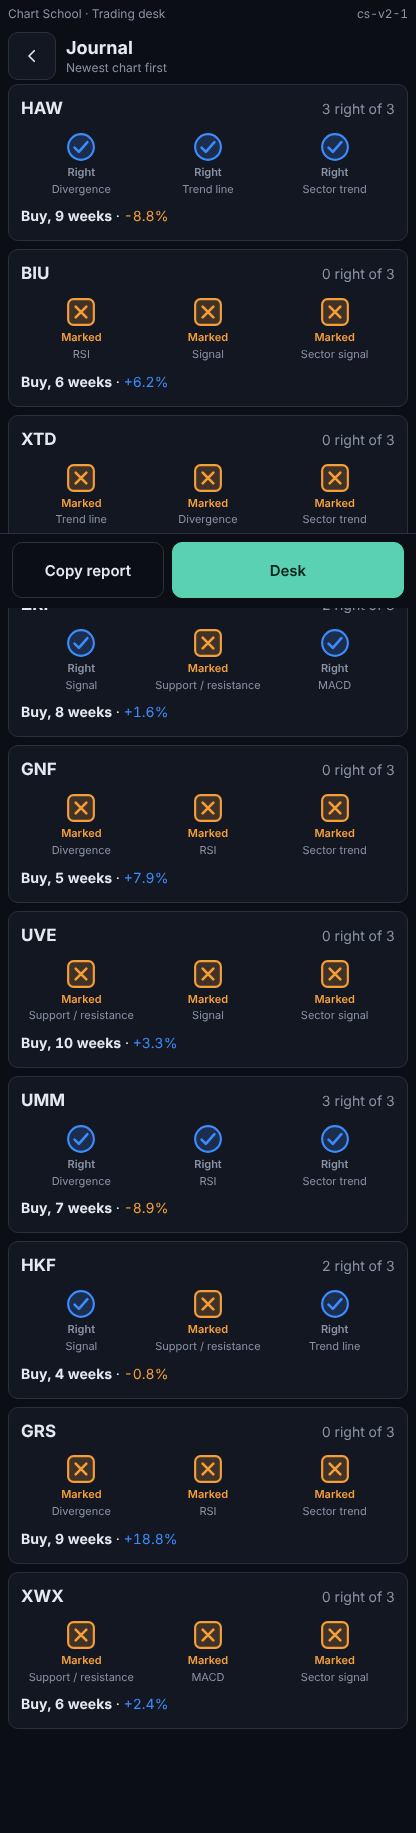 Chart School · Trading desk
cs-v2-1
Journal
Newest chart first
HAW
3 right of 3
Right Right Right
Divergence Trend line Sector trend
Buy, 9 weeks · -8.8%
BIU
0 right of 3
Marked Marked Marked
RSI Signal Sector signal
Buy, 6 weeks · +6.2%
XTD
0 right of 3
Marked Marked Marked
Trend line Divergence Sector trend
Copy report
Desk
2 right of 3
Right Marked Right
Signal Support / resistance MACD
Buy, 8 weeks · +1.6%
GNF
0 right of 3
Marked Marked Marked
Divergence RSI Sector trend
Buy, 5 weeks · +7.9%
UVE
0 right of 3
Marked Marked Marked
Support / resistance Signal Sector signal
Buy, 10 weeks · +3.3%
UMM
3 right of 3
Right Right Right
Divergence RSI Sector trend
Buy, 7 weeks · -8.9%
HKF
2 right of 3
Right Marked Right
Signal Support / resistance Trend line
Buy, 4 weeks · -0.8%
GRS
0 right of 3
Marked Marked Marked
Divergence RSI Sector trend
Buy, 9 weeks · +18.8%
XWX
0 right of 3
Marked Marked Marked
Support / resistance MACD Sector signal
Buy, 6 weeks · +2.4%